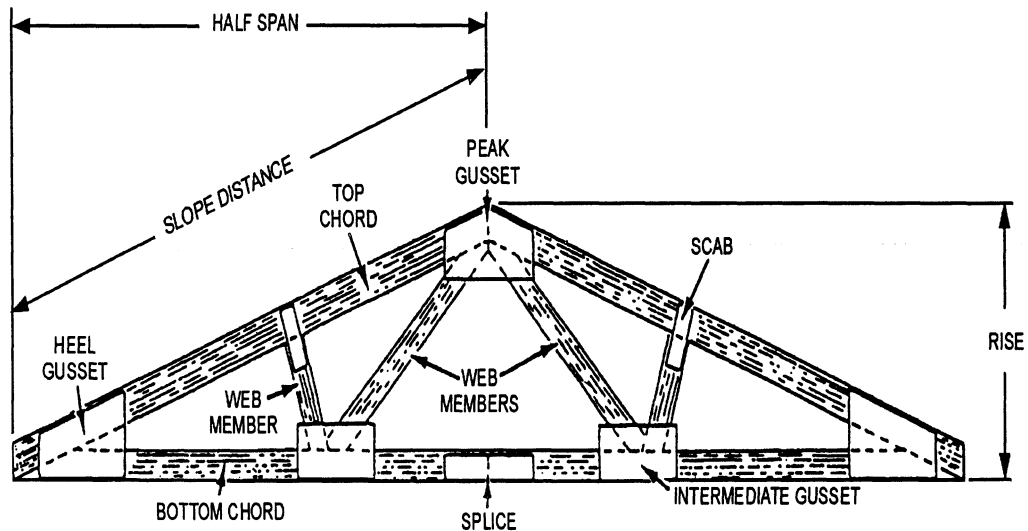 HALF SPAN
SLOPE DISTANCE
PEAK
GUSSET
TOP
CHORD
SCAB
RISE
HEEL
GUSSET
WEB
MEMBER
WEB
MEMBERS
BOTTOM CHORD
SPLICE
INTERMEDIATE GUSSET